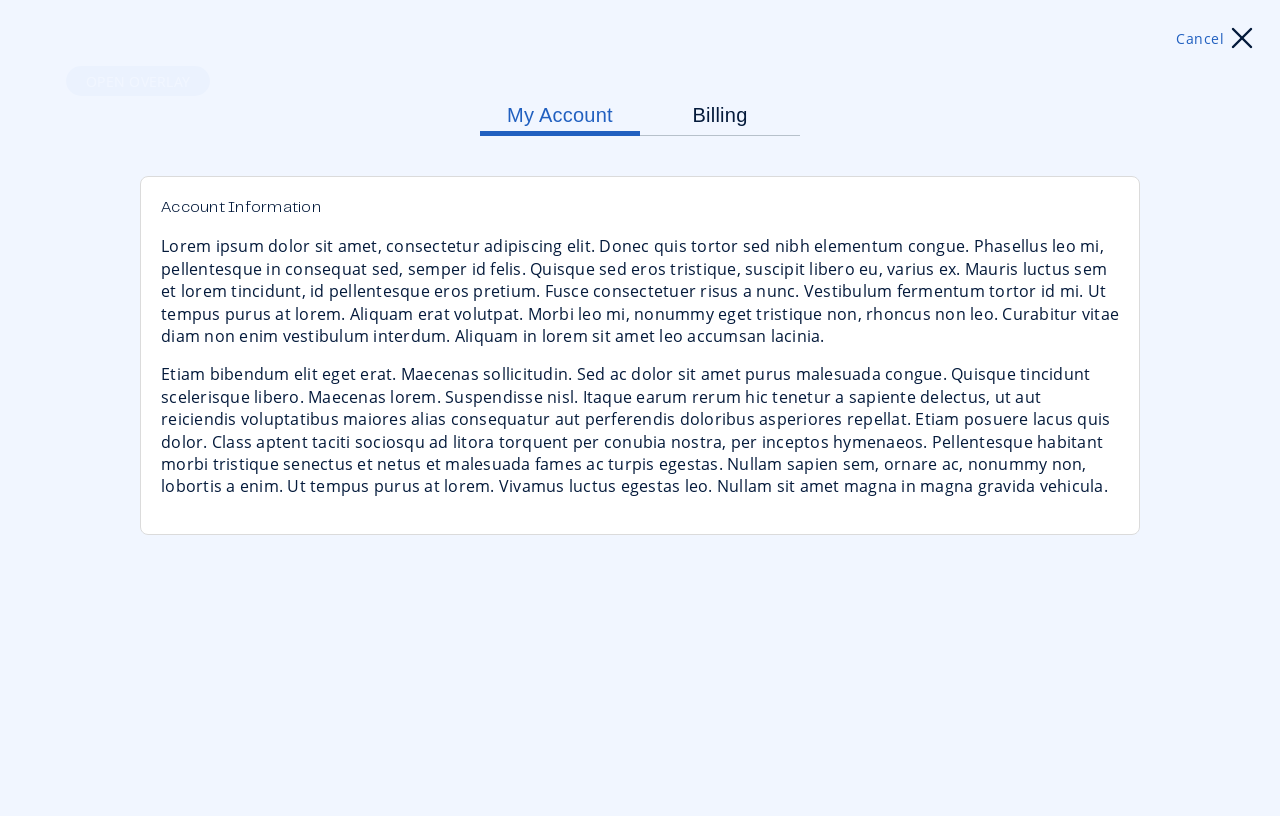 Cancel
OPEN OVERLAY
My Account
Billing
Account Information
Lorem ipsum dolor sit amet, consectetur adipiscing elit. Donec quis tortor sed nibh elementum congue. Phasellus leo mi,
pellentesque in consequat sed, semper id felis. Quisque sed eros tristique, suscipit libero eu, varius ex. Mauris luctus sem
et lorem tincidunt, id pellentesque eros pretium. Fusce consectetuer risus a nunc. Vestibulum fermentum tortor id mi. Ut
tempus purus at lorem. Aliquam erat volutpat. Morbi leo mi, nonummy eget tristique non, rhoncus non leo. Curabitur vitae
diam non enim vestibulum interdum. Aliquam in lorem sit amet leo accumsan lacinia.
Etiam bibendum elit eget erat. Maecenas sollicitudin. Sed ac dolor sit amet purus malesuada congue. Quisque tincidunt
scelerisque libero. Maecenas lorem. Suspendisse nisl. Itaque earum rerum hic tenetur a sapiente delectus, ut aut
reiciendis voluptatibus maiores alias consequatur aut perferendis doloribus asperiores repellat. Etiam posuere lacus quis
dolor. Class aptent taciti sociosqu ad litora torquent per conubia nostra, per inceptos hymenaeos. Pellentesque habitant
morbi tristique senectus et netus et malesuada fames ac turpis egestas. Nullam sapien sem, ornare ac, nonummy non,
lobortis a enim. Ut tempus purus at lorem. Vivamus luctus egestas leo. Nullam sit amet magna in magna gravida vehicula.